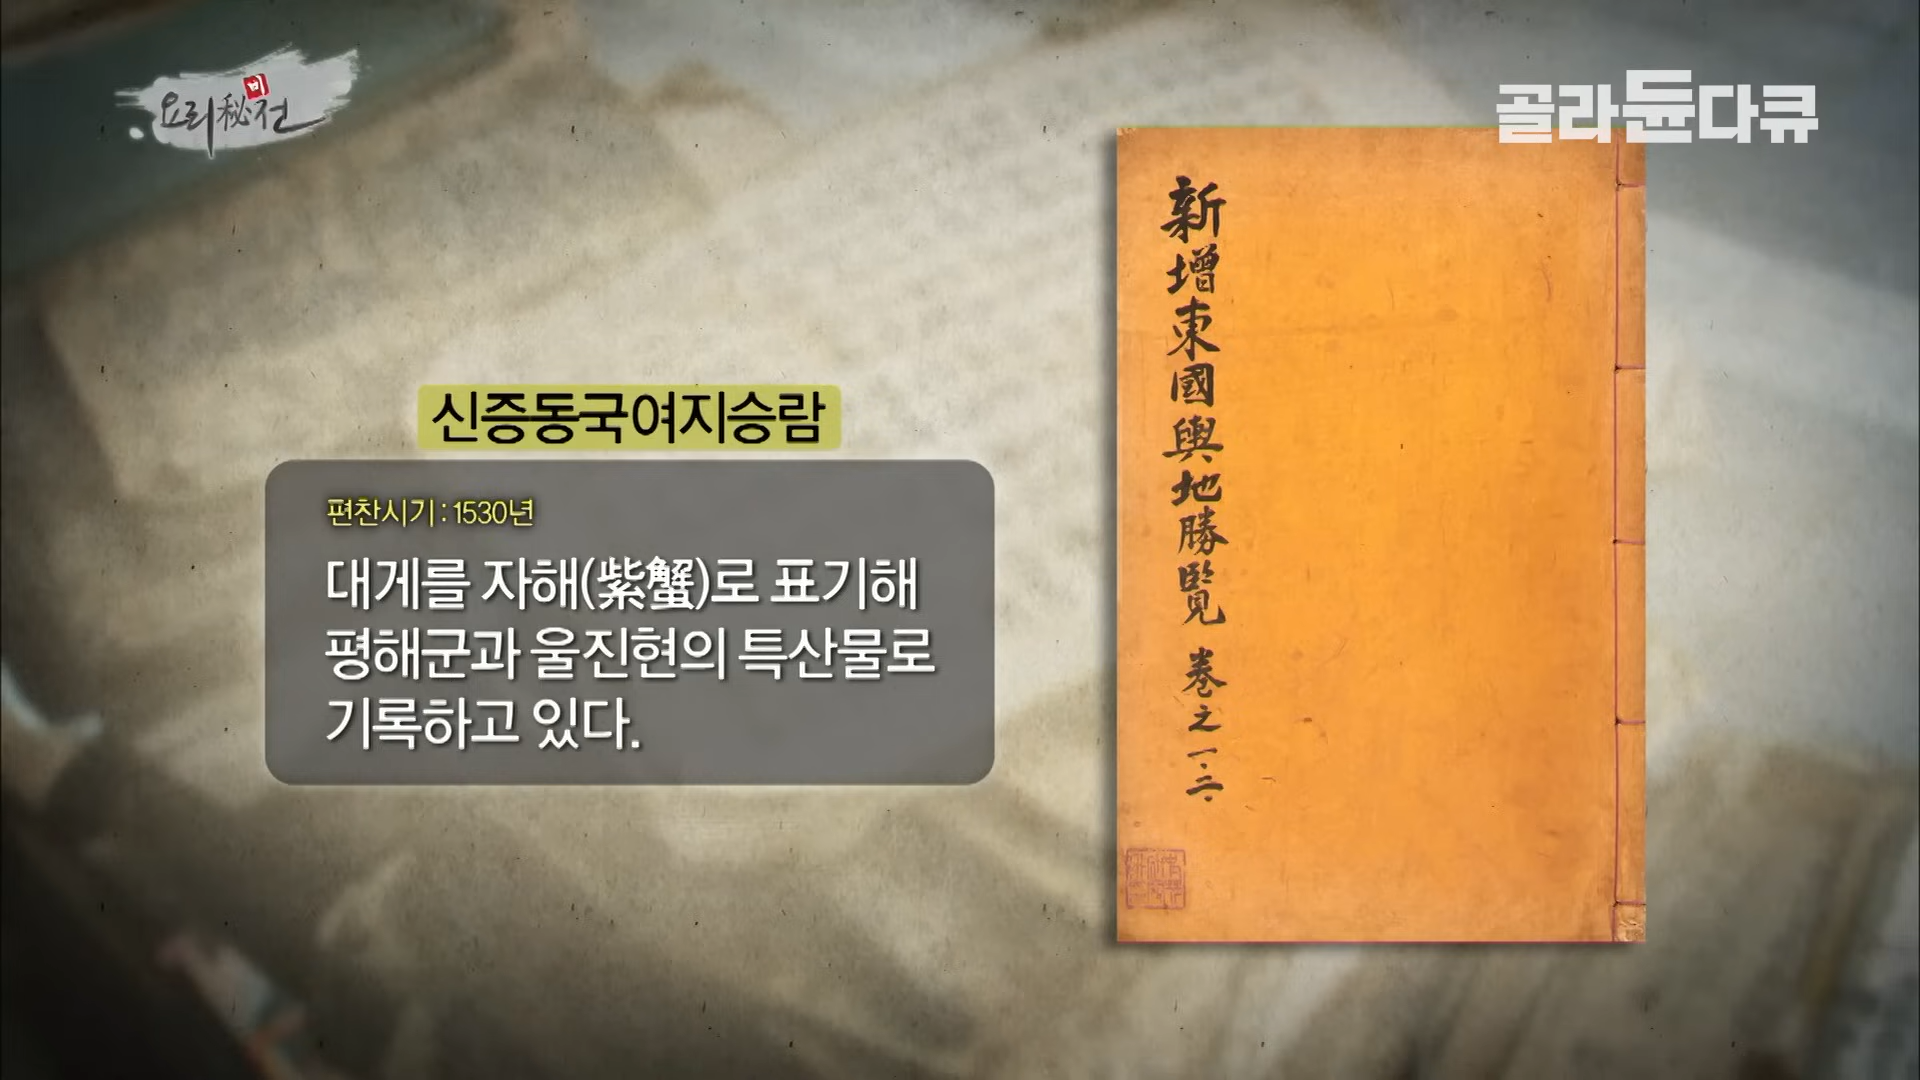 요리秘전
비
골라둔다큐
신증동국여지승람
편찬시기 : 1530년
대게를 자해(紫蟹)로 표기해
평해군과 울진현의 특산물로
기록하고 있다.
新增東國輿地勝覽 卷之一·二